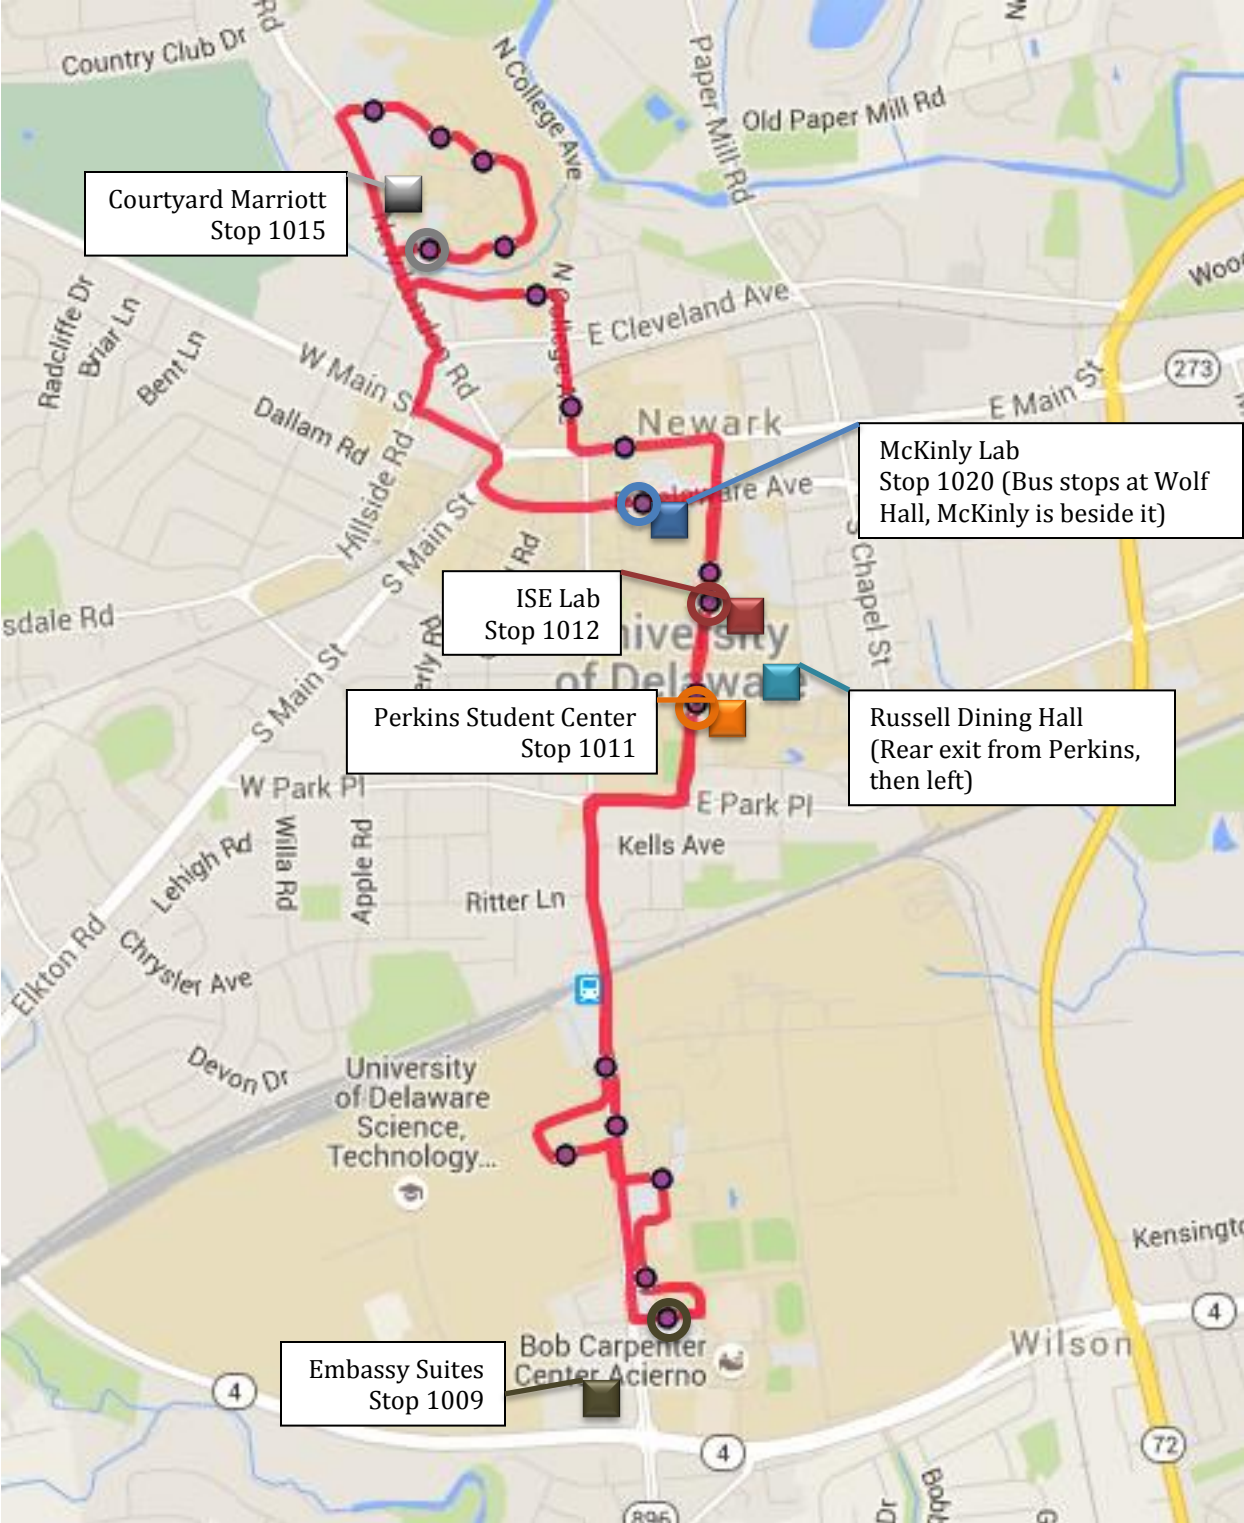 Rd
Country Club Dr
N College Ave
Paper Mill Rd
Old Paper Mill Rd
Courtyard Marriott
Stop 1015
Radcliffe Dr
Briar Ln
Bent Ln
W Main S
Dallam Rd
Hillside Rd
E Cleveland Ave
Newark
E Main St
273
McKinly Lab
Stop 1020 (Bus stops at Wolf
Hall, McKinly is beside it)
S Main St
S Chapel St
sdale Rd
ISE Lab
Stop 1012
niversity
of Delaware
Perkins Student Center
Stop 1011
Russell Dining Hall
(Rear exit from Perkins,
then left)
S Main St
W Park Pl
E Park Pl
Kells Ave
Willa Rd
Apple Rd
Lehigh Rd
Ritter Ln
Elkton Rd
Chrysler Ave
Devon Dr
University
of Delaware
Science,
Technology...
Kensingto
4
Wilson
Bob Carpenter
Center Acierno
Embassy Suites
Stop 1009
4
4
72
896
Dr